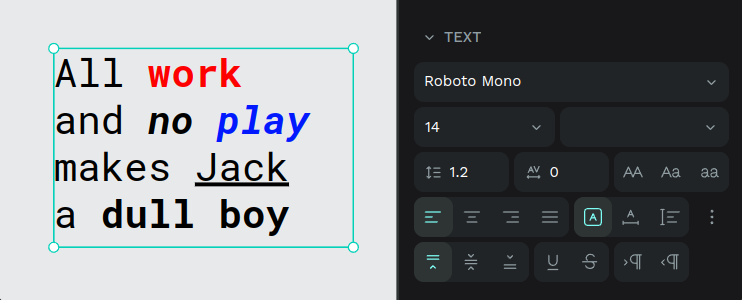 All work
and no play
makes Jack
a dull boy
TEXT
Roboto Mono
14
1.2
AV 0
AA Aa aa
A
A
U S